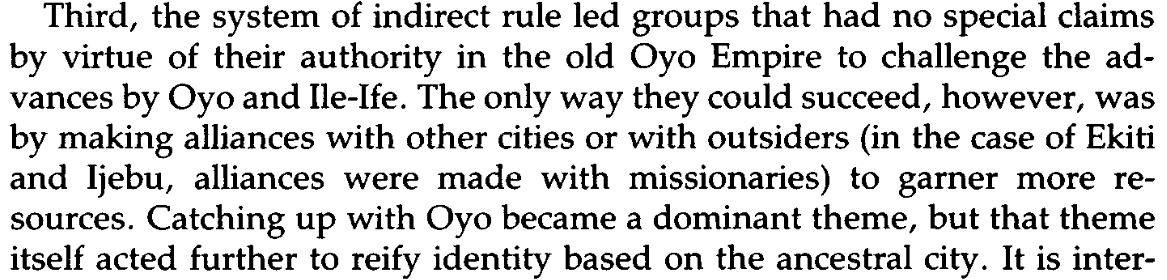 Third, the system of indirect rule led groups that had no special claims
by virtue of their authority in the old Oyo Empire to challenge the ad-
vances by Oyo and Ile-Ife. The only way they could succeed, however, was
by making alliances with other cities or with outsiders (in the case of Ekiti
and Ijebu, alliances were made with missionaries) to garner more re-
sources. Catching up with Oyo became a dominant theme, but that theme
itself acted further to reify identity based on the ancestral city. It is inter-